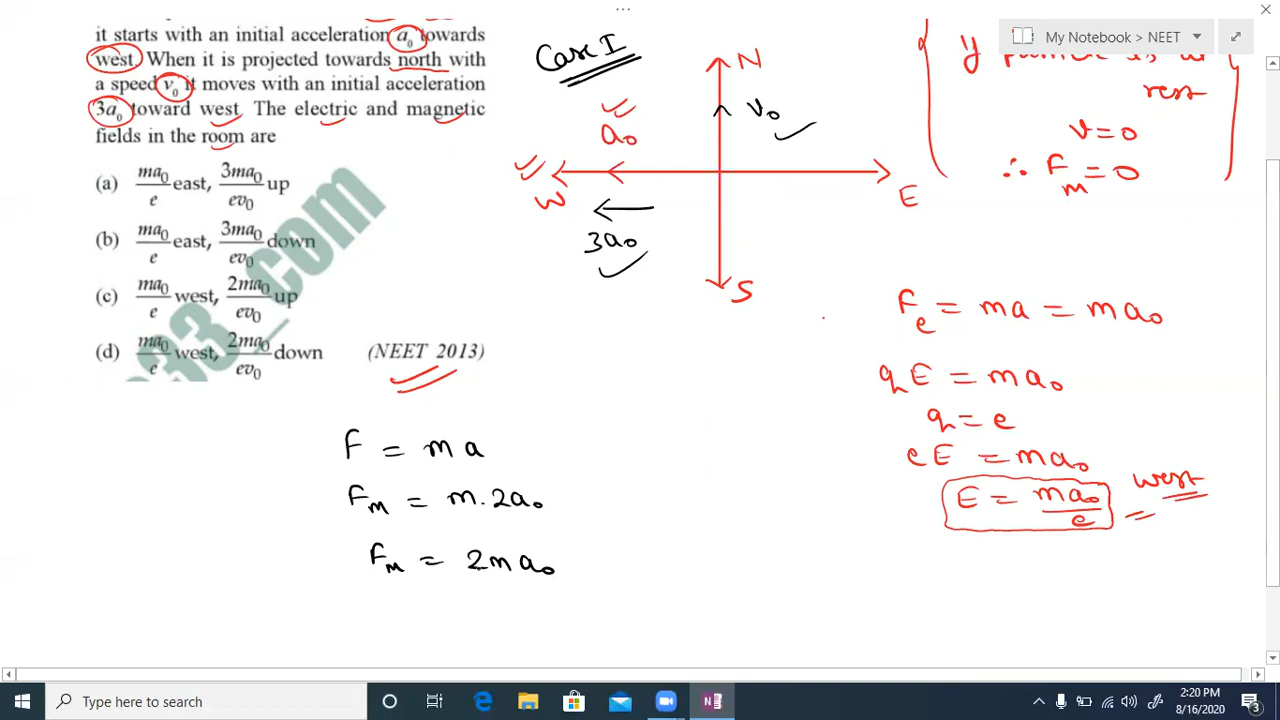 ...
My Notebook > NEET
it starts with an initial acceleration a₀ towards
west. When it is projected towards north with
a speed v₀ it moves with an initial acceleration
3a₀ toward west. The electric and magnetic
fields in the room are
(a) ma₀/e east, 3ma₀/ev₀ up
(b) ma₀/e east, 3ma₀/ev₀ down
(c) ma₀/e west, 2ma₀/ev₀ up
(d) ma₀/e west, 2ma₀/ev₀ down (NEET 2013)
33_com
Case I
N
v₀
a₀
W
E
3a₀
S
rest
v = 0
∴ Fm = 0
Fe = ma = ma₀
qE = ma₀
q = e
eE = ma₀
E = ma₀/e west
F = ma
Fm = m. 2a₀
Fm = 2ma₀
Type here to search
2:20 PM
8/16/2020
3